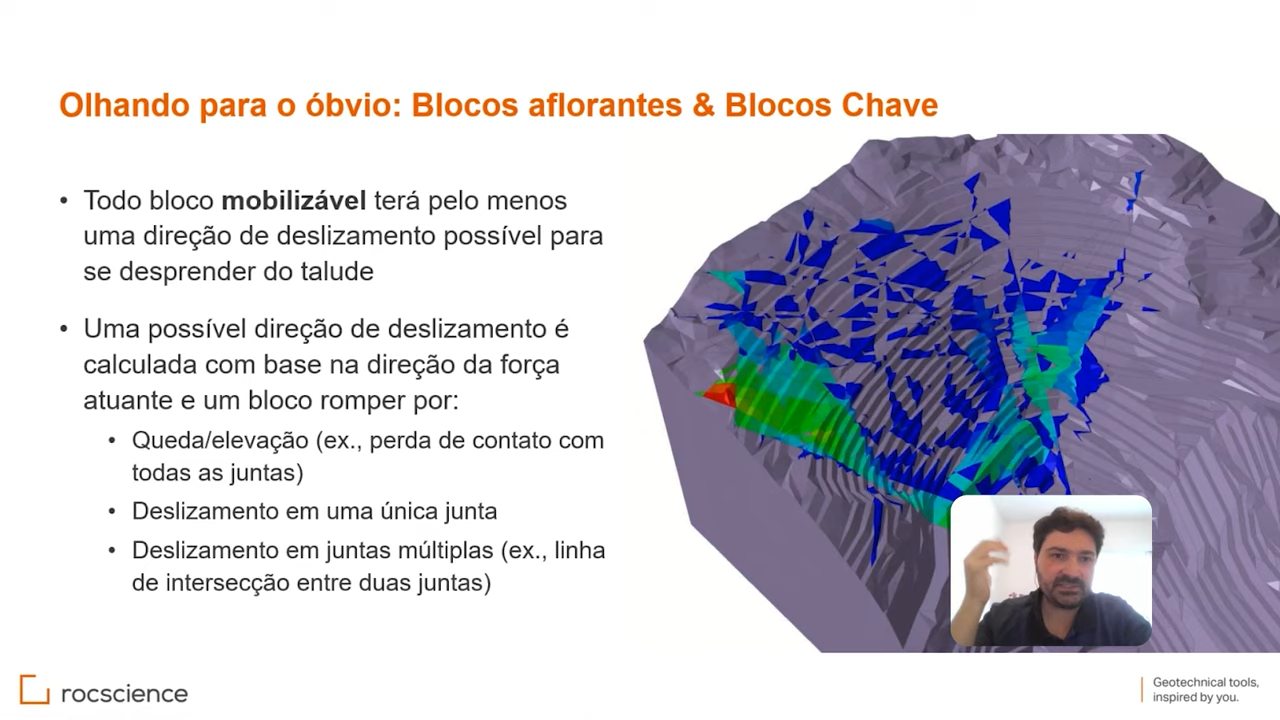 Olhando para o óbvio: Blocos aflorantes & Blocos Chave
• Todo bloco mobilizável terá pelo menos
uma direção de deslizamento possível para
se desprender do talude
• Uma possível direção de deslizamento é
calculada com base na direção da força
atuante e um bloco romper por:
• Queda/elevação (ex., perda de contato com
todas as juntas)
• Deslizamento em uma única junta
• Deslizamento em juntas múltiplas (ex., linha
de intersecção entre duas juntas)
rocscience
Geotechnical tools,
inspired by you.